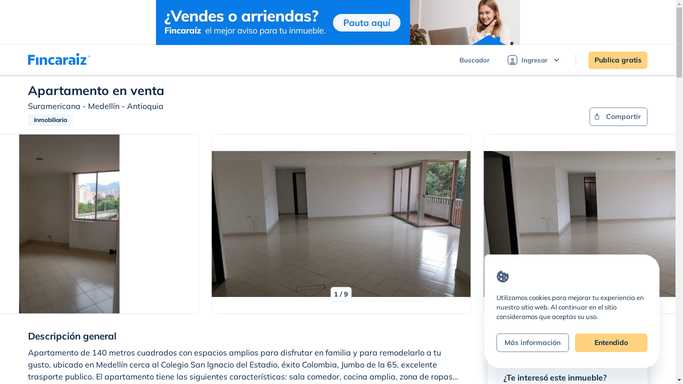 ¿Vendes o arriendas?
Fincaraíz el mejor aviso para tu inmueble.
Pauta aquí
Fincaraíz
Buscador
Ingresar
Publica gratis
Apartamento en venta
Suramericana - Medellín - Antioquia
Inmobiliaria
Compartir
1 / 9
Utilizamos cookies para mejorar tu experiencia en
nuestro sitio web. Al continuar en el sitio
consideramos que aceptas su uso.
Más información
Entendido
Descripción general
Apartamento de 140 metros cuadrados con espacios amplios para disfrutar en familia y para remodelarlo a tu
gusto, ubicado en Medellín cerca al Colegio San Ignacio del Estadio, éxito Colombia, Jumbo de la 65, excelente
trasporte publico. El apartamento tiene las siguientes características: sala comedor, cocina amplia, zona de ropas...
¿Te interesó este inmueble?